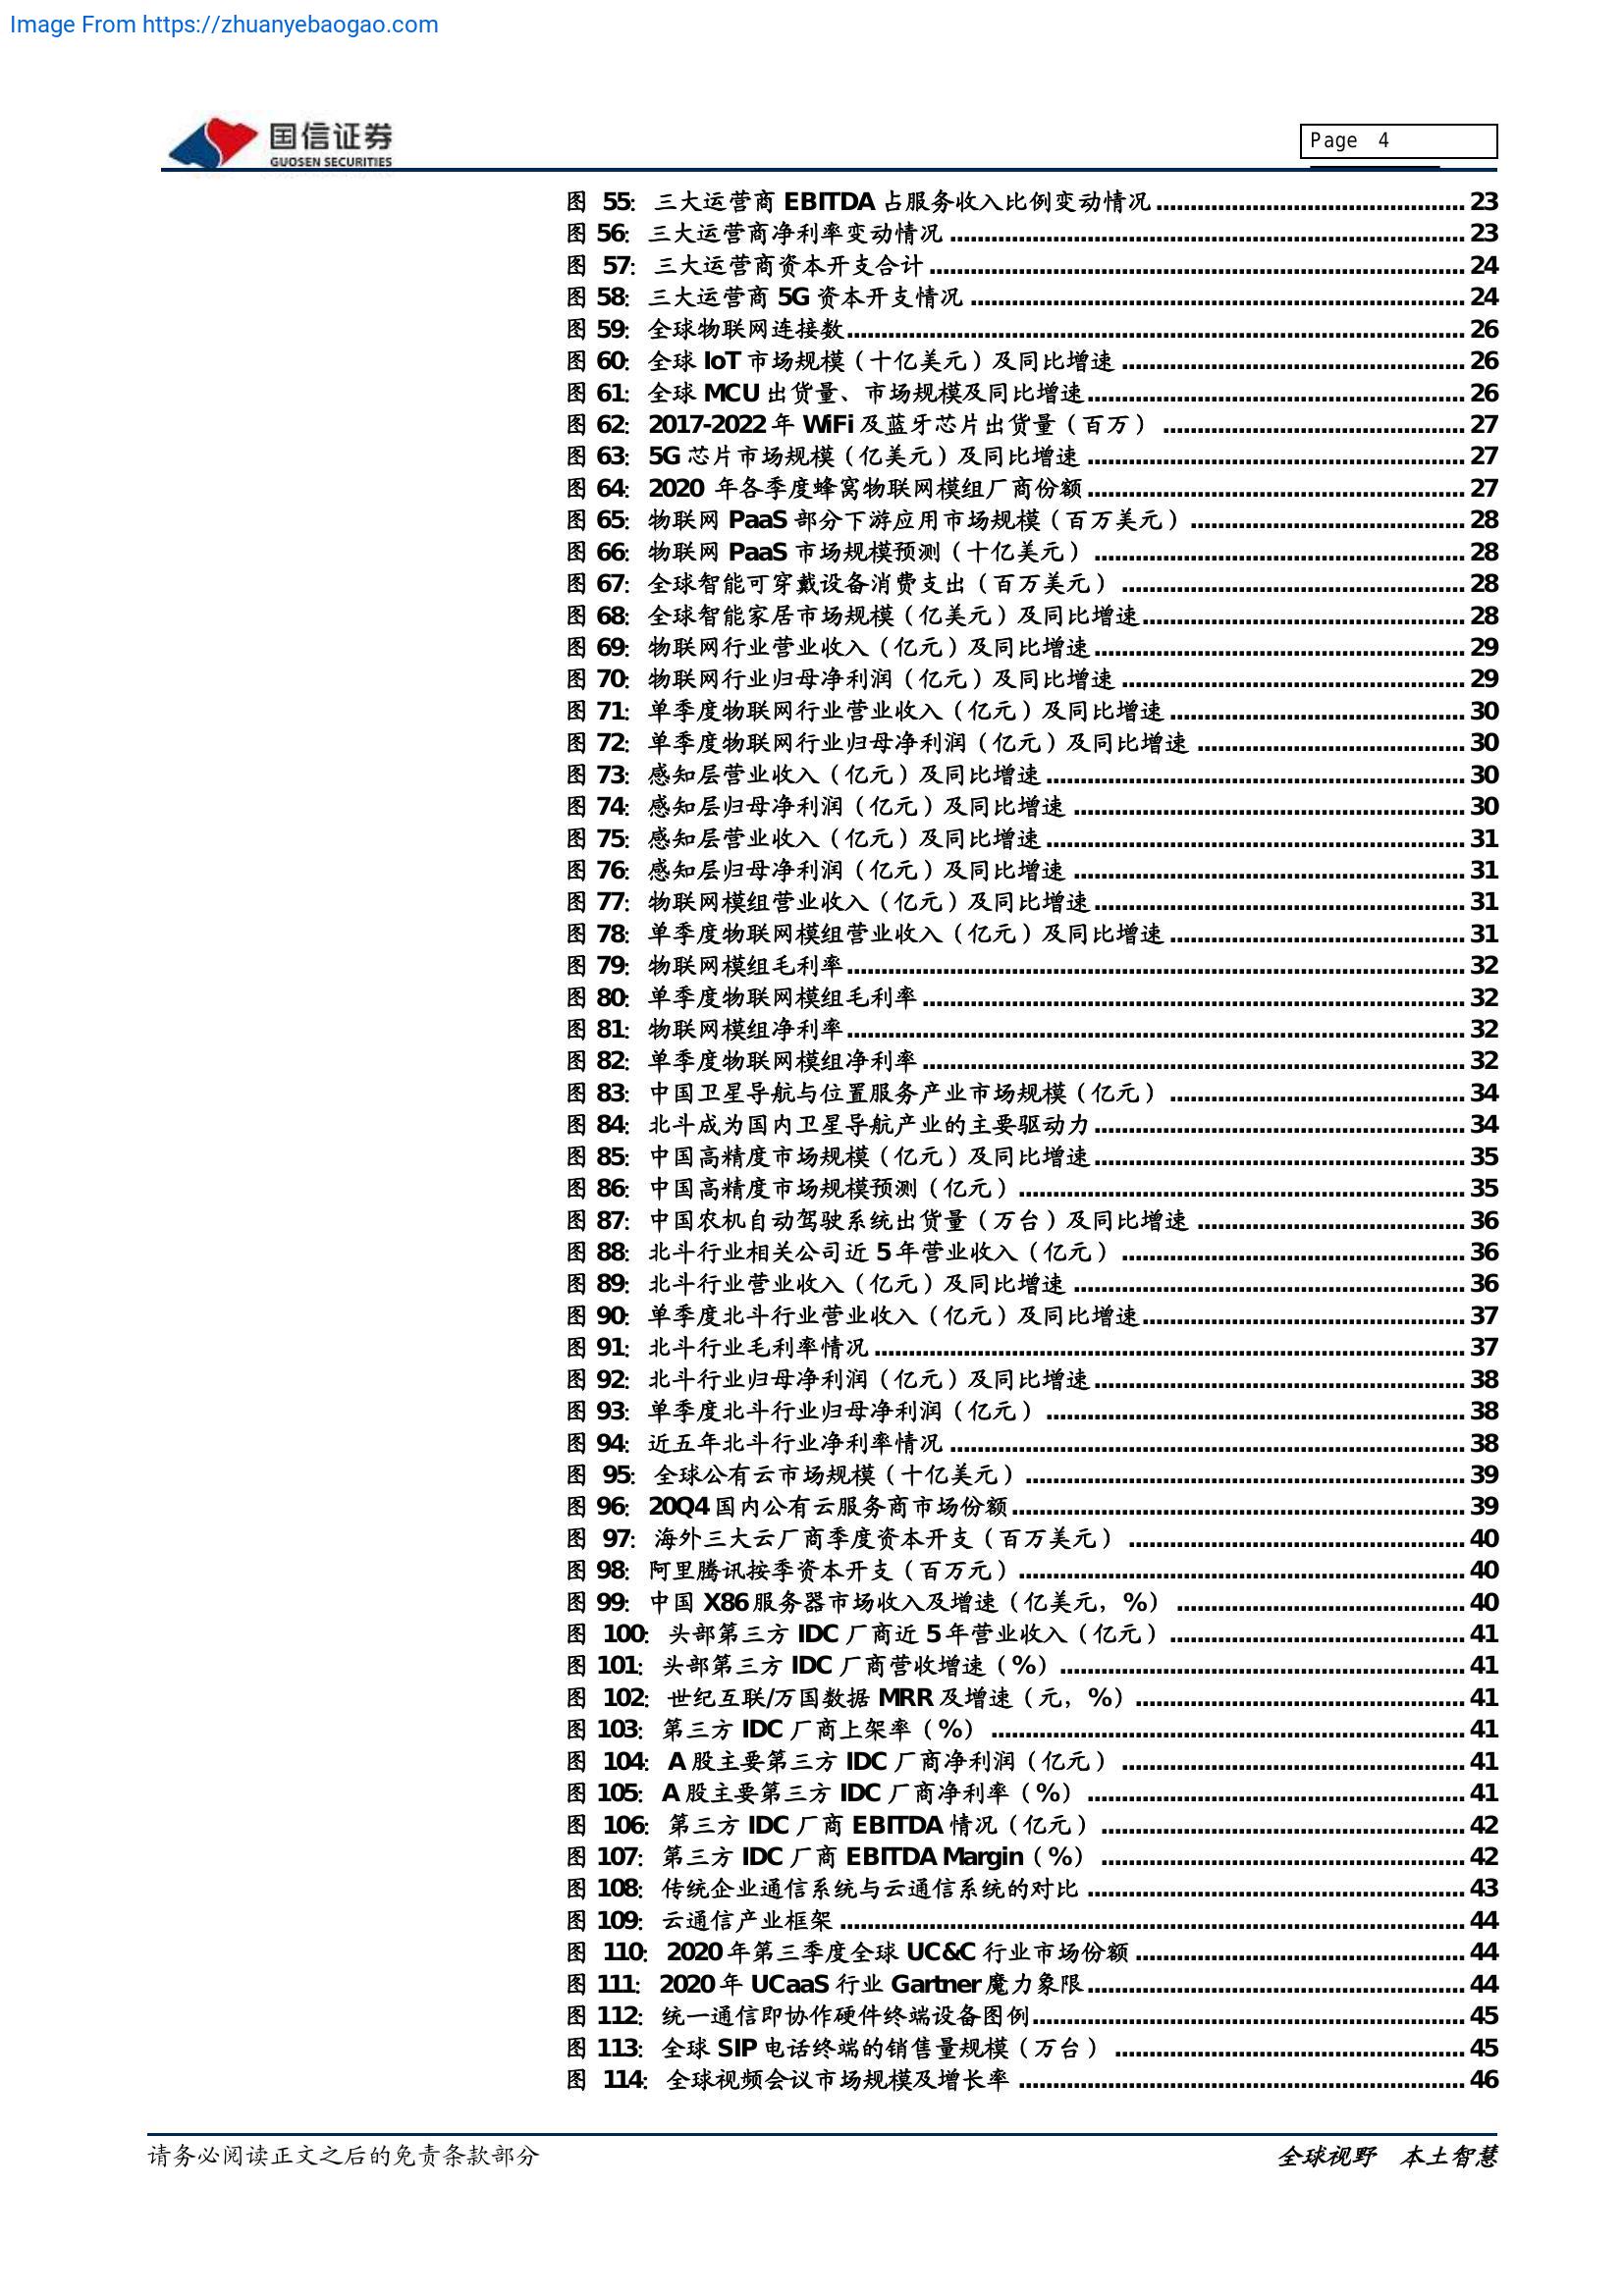 Image From https://zhuanyebaogao.com
国信证券
GUOSEN SECURITIES
Page 4
图 55: 三大运营商 EBITDA 占服务收入比例变动情况 ............ 23
图 56: 三大运营商净利率变动情况 ............ 23
图 57: 三大运营商资本开支合计 ............ 24
图 58: 三大运营商 5G 资本开支情况 ............ 24
图 59: 全球物联网连接数 ............ 26
图 60: 全球 IoT 市场规模（十亿美元）及同比增速 ............ 26
图 61: 全球 MCU 出货量、市场规模及同比增速 ............ 26
图 62: 2017-2022 年 WiFi 及蓝牙芯片出货量（百万） ............ 27
图 63: 5G 芯片市场规模（亿美元）及同比增速 ............ 27
图 64: 2020 年各季度蜂窝物联网模组厂商份额 ............ 27
图 65: 物联网 PaaS 部分下游应用市场规模（百万美元） ............ 28
图 66: 物联网 PaaS 市场规模预测（十亿美元） ............ 28
图 67: 全球智能可穿戴设备消费支出（百万美元） ............ 28
图 68: 全球智能家居市场规模（亿美元）及同比增速 ............ 28
图 69: 物联网行业营业收入（亿元）及同比增速 ............ 29
图 70: 物联网行业归母净利润（亿元）及同比增速 ............ 29
图 71: 单季度物联网行业营业收入（亿元）及同比增速 ............ 30
图 72: 单季度物联网行业归母净利润（亿元）及同比增速 ............ 30
图 73: 感知层营业收入（亿元）及同比增速 ............ 30
图 74: 感知层归母净利润（亿元）及同比增速 ............ 30
图 75: 感知层营业收入（亿元）及同比增速 ............ 31
图 76: 感知层归母净利润（亿元）及同比增速 ............ 31
图 77: 物联网模组营业收入（亿元）及同比增速 ............ 31
图 78: 单季度物联网模组营业收入（亿元）及同比增速 ............ 31
图 79: 物联网模组毛利率 ............ 32
图 80: 单季度物联网模组毛利率 ............ 32
图 81: 物联网模组净利率 ............ 32
图 82: 单季度物联网模组净利率 ............ 32
图 83: 中国卫星导航与位置服务产业市场规模（亿元） ............ 34
图 84: 北斗成为国内卫星导航产业的主要驱动力 ............ 34
图 85: 中国高精度市场规模（亿元）及同比增速 ............ 35
图 86: 中国高精度市场规模预测（亿元） ............ 35
图 87: 中国农机自动驾驶系统出货量（万台）及同比增速 ............ 36
图 88: 北斗行业相关公司近 5 年营业收入（亿元） ............ 36
图 89: 北斗行业营业收入（亿元）及同比增速 ............ 36
图 90: 单季度北斗行业营业收入（亿元）及同比增速 ............ 37
图 91: 北斗行业毛利率情况 ............ 37
图 92: 北斗行业归母净利润（亿元）及同比增速 ............ 38
图 93: 单季度北斗行业归母净利润（亿元） ............ 38
图 94: 近五年北斗行业净利率情况 ............ 38
图 95: 全球公有云市场规模（十亿美元） ............ 39
图 96: 20Q4 国内公有云服务商市场份额 ............ 39
图 97: 海外三大云厂商季度资本开支（百万美元） ............ 40
图 98: 阿里腾讯按季资本开支（百万元） ............ 40
图 99: 中国 X86 服务器市场收入及增速（亿美元，%） ............ 40
图 100: 头部第三方 IDC 厂商近 5 年营业收入（亿元） ............ 41
图 101: 头部第三方 IDC 厂商营收增速（%） ............ 41
图 102: 世纪互联/万国数据 MRR 及增速（元，%） ............ 41
图 103: 第三方 IDC 厂商上架率（%） ............ 41
图 104: A 股主要第三方 IDC 厂商净利润（亿元） ............ 41
图 105: A 股主要第三方 IDC 厂商净利率（%） ............ 41
图 106: 第三方 IDC 厂商 EBITDA 情况（亿元） ............ 42
图 107: 第三方 IDC 厂商 EBITDA Margin（%） ............ 42
图 108: 传统企业通信系统与云通信系统的对比 ............ 43
图 109: 云通信产业框架 ............ 44
图 110: 2020 年第三季度全球 UC&C 行业市场份额 ............ 44
图 111: 2020 年 UCaaS 行业 Gartner 魔力象限 ............ 44
图 112: 统一通信即协作硬件终端设备图例 ............ 45
图 113: 全球 SIP 电话终端的销售量规模（万台） ............ 45
图 114: 全球视频会议市场规模及增长率 ............ 46
请务必阅读正文之后的免责条款部分
全球视野 本土智慧